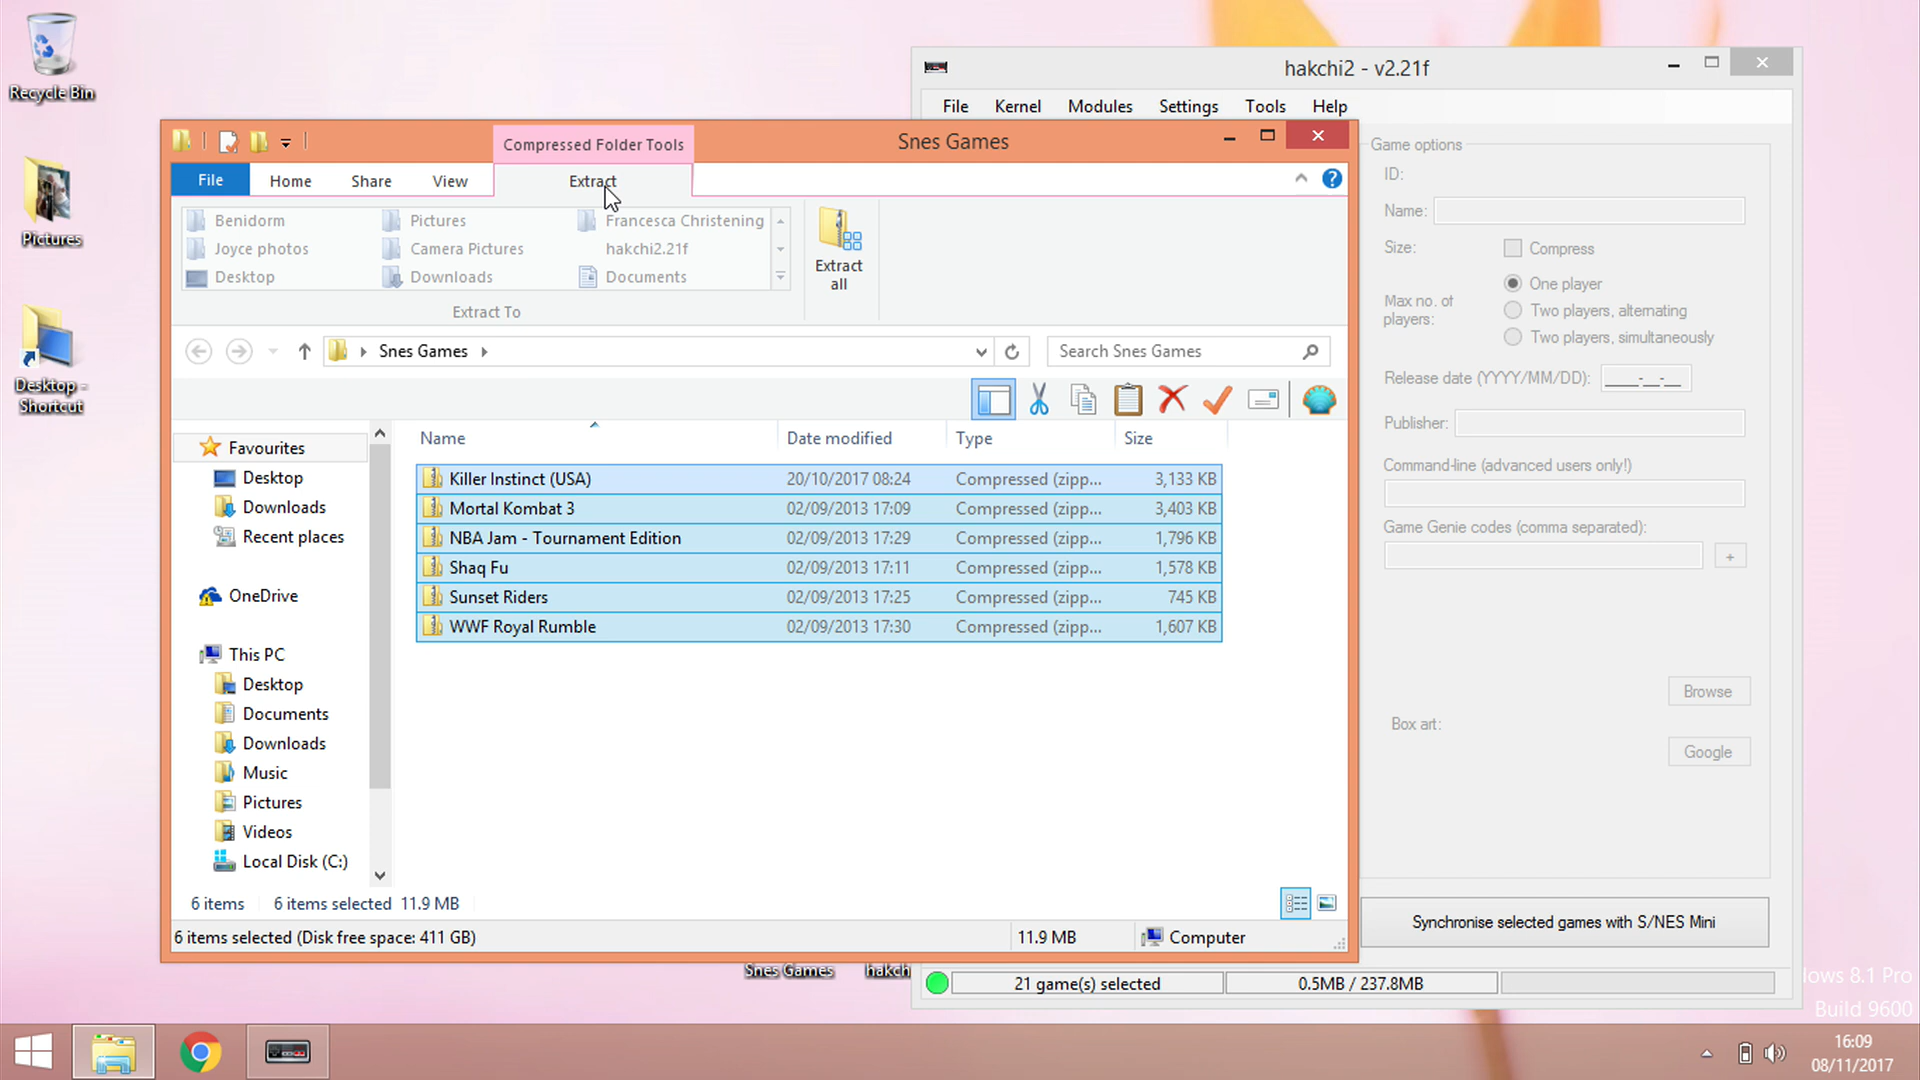 Recycle Bin
Pictures
Desktop -
Shortcut
hakchi2 - v2.21f
File Kernel Modules Settings Tools Help
Compressed Folder Tools
Snes Games
File Home Share View Extract
Benidorm Pictures Francesca Christening
Joyce photos Camera Pictures hakchi2.21f
Desktop Downloads Documents
Extract To
Extract
all
Snes Games
Search Snes Games
Name Date modified Type Size
Killer Instinct (USA) 20/10/2017 08:24 Compressed (zipp... 3,133 KB
Mortal Kombat 3 02/09/2013 17:09 Compressed (zipp... 3,403 KB
NBA Jam - Tournament Edition 02/09/2013 17:29 Compressed (zipp... 1,796 KB
Shaq Fu 02/09/2013 17:11 Compressed (zipp... 1,578 KB
Sunset Riders 02/09/2013 17:25 Compressed (zipp... 745 KB
WWF Royal Rumble 02/09/2013 17:30 Compressed (zipp... 1,607 KB
Favourites
Desktop
Downloads
Recent places
OneDrive
This PC
Desktop
Documents
Downloads
Music
Pictures
Videos
Local Disk (C:)
6 items 6 items selected 11.9 MB
6 items selected (Disk free space: 411 GB) 11.9 MB Computer
Game options
ID:
Name:
Size: Compress
Max no. of
players:
One player
Two players, alternating
Two players, simultaneously
Release date (YYYY/MM/DD): ____-__-__
Publisher:
Command-line (advanced users only!)
Game Genie codes (comma separated):
+
Browse
Box art:
Google
Synchronise selected games with S/NES Mini
21 game(s) selected 0.5MB / 237.8MB
Snes Games hakch
lows 8.1 Pro
Build 9600
16:09
08/11/2017